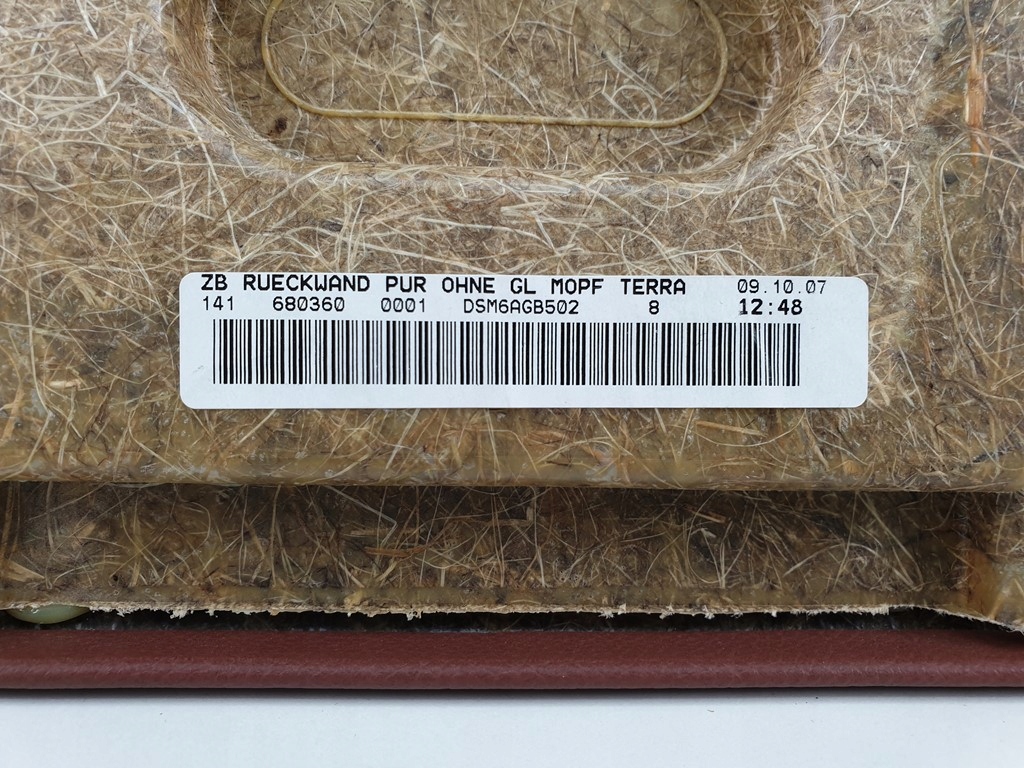 ZB RUECKWAND PUR OHNE GL MOPF TERRA 09.10.07
141 680360 0001 DSM6AGB502 8 12:48